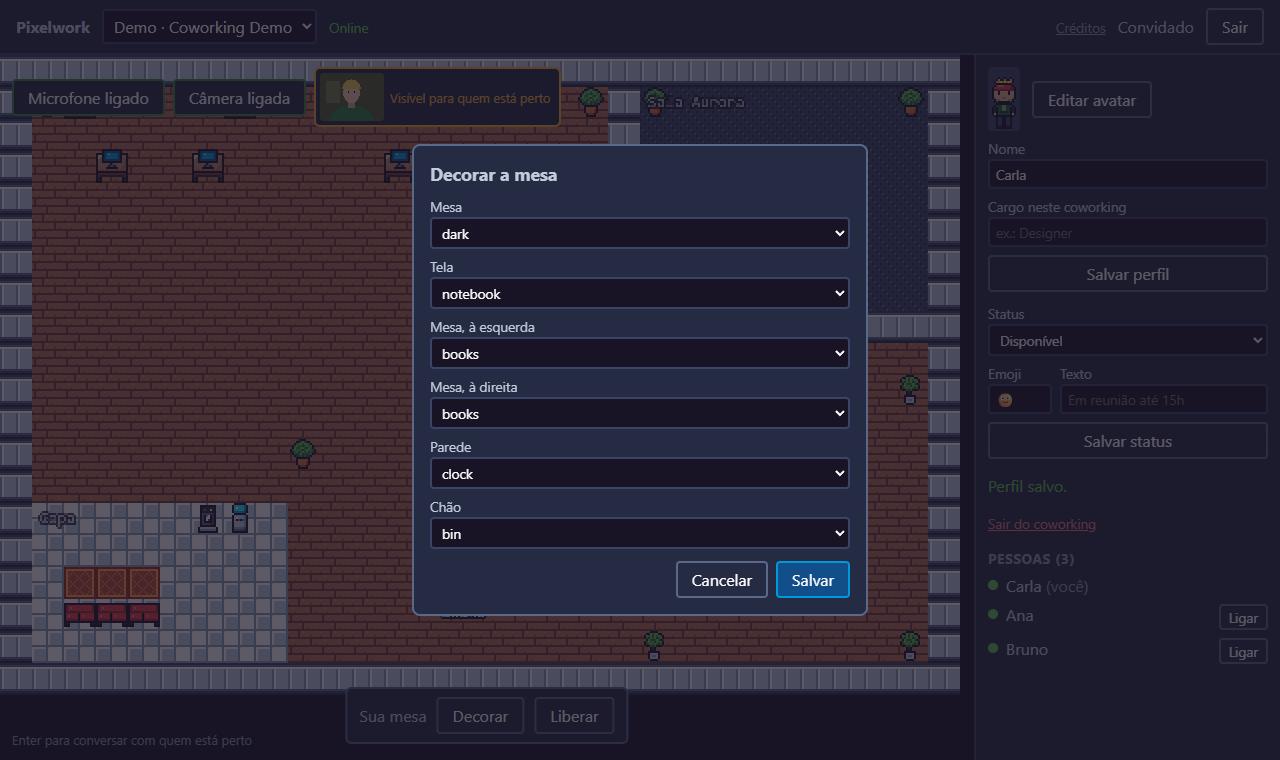 Pixelwork
Demo · Coworking Demo
Online
Créditos
Convidado
Sair
Microfone ligado
Câmera ligada
Visível para quem está perto
Sala Aurora
Copa
Decorar a mesa
Mesa
dark
Tela
notebook
Mesa, à esquerda
books
Mesa, à direita
books
Parede
clock
Chão
bin
Cancelar
Salvar
Sua mesa
Decorar
Liberar
Enter para conversar com quem está perto
Editar avatar
Nome
Carla
Cargo neste coworking
ex.: Designer
Salvar perfil
Status
Disponível
Emoji
Texto
Em reunião até 15h
Salvar status
Perfil salvo.
Sair do coworking
PESSOAS (3)
Carla (você)
Ana
Ligar
Bruno
Ligar